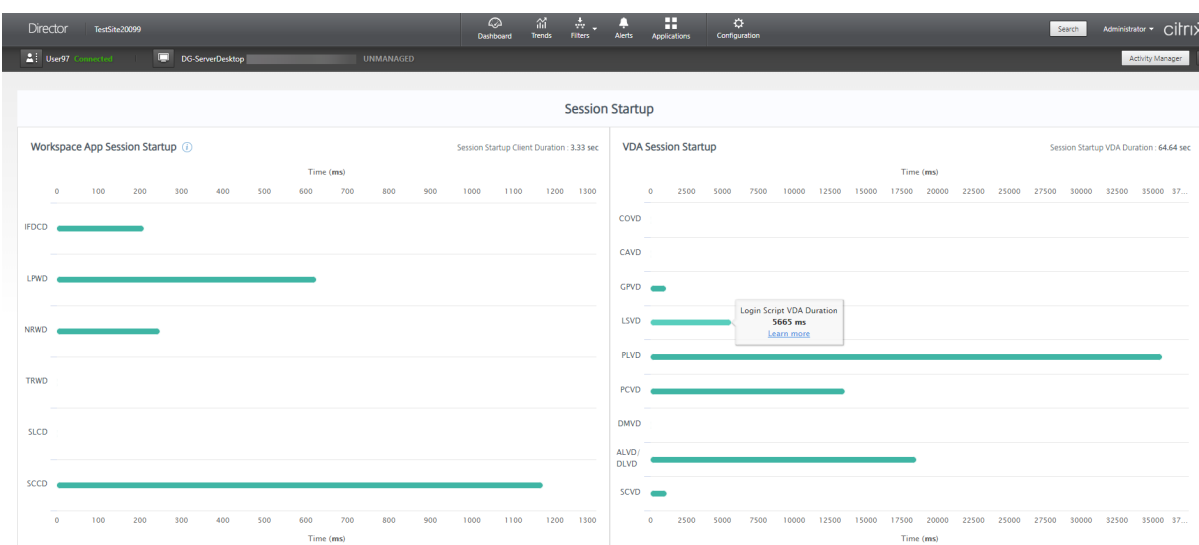 Director TestSite20099 Dashboard Trends Filters Alerts Applications Configuration Search Administrator citrix
User97 Connected DG-ServerDesktop UNMANAGED Activity Manager
Session Startup
Workspace App Session Startup i Session Startup Client Duration : 3.33 sec
Time (ms)
0 100 200 300 400 500 600 700 800 900 1000 1100 1200 1300
IFDCD
LPWD
NRWD
TRWD
SLCD
SCCD
0 100 200 300 400 500 600 700 800 900 1000 1100 1200 1300
Time (ms)
VDA Session Startup Session Startup VDA Duration : 64.64 sec
Time (ms)
0 2500 5000 7500 10000 12500 15000 17500 20000 22500 25000 27500 30000 32500 35000 37...
COVD
CAVD
GPVD
LSVD
Login Script VDA Duration
5665 ms
Learn more
PLVD
PCVD
DMVD
ALVD/
DLVD
SCVD
0 2500 5000 7500 10000 12500 15000 17500 20000 22500 25000 27500 30000 32500 35000 37...
Time (ms)